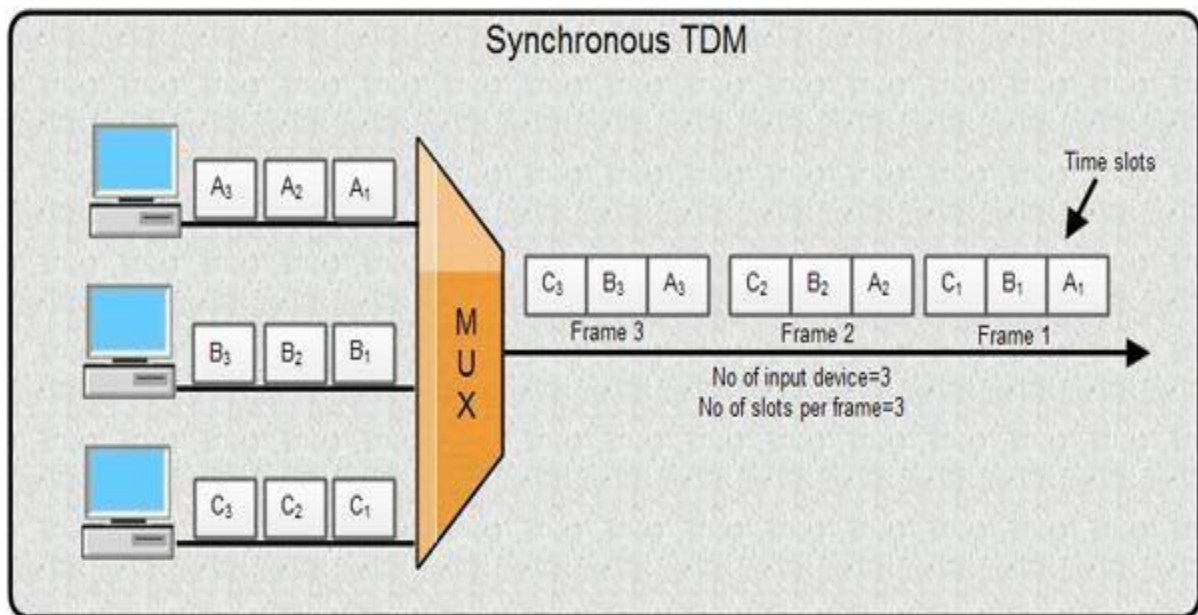 Synchronous TDM
Time slots
A₃ A₂ A₁
C₃ B₃ A₃ C₂ B₂ A₂ C₁ B₁ A₁
Frame 3 Frame 2 Frame 1
B₃ B₂ B₁
MUX
No of input device=3
No of slots per frame=3
C₃ C₂ C₁